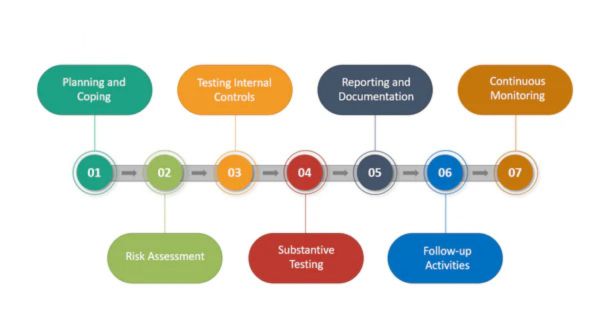 Planning and
Coping
Testing Internal
Controls
Reporting and
Documentation
Continuous
Monitoring
01
02
03
04
05
06
07
Risk Assessment
Substantive
Testing
Follow-up
Activities